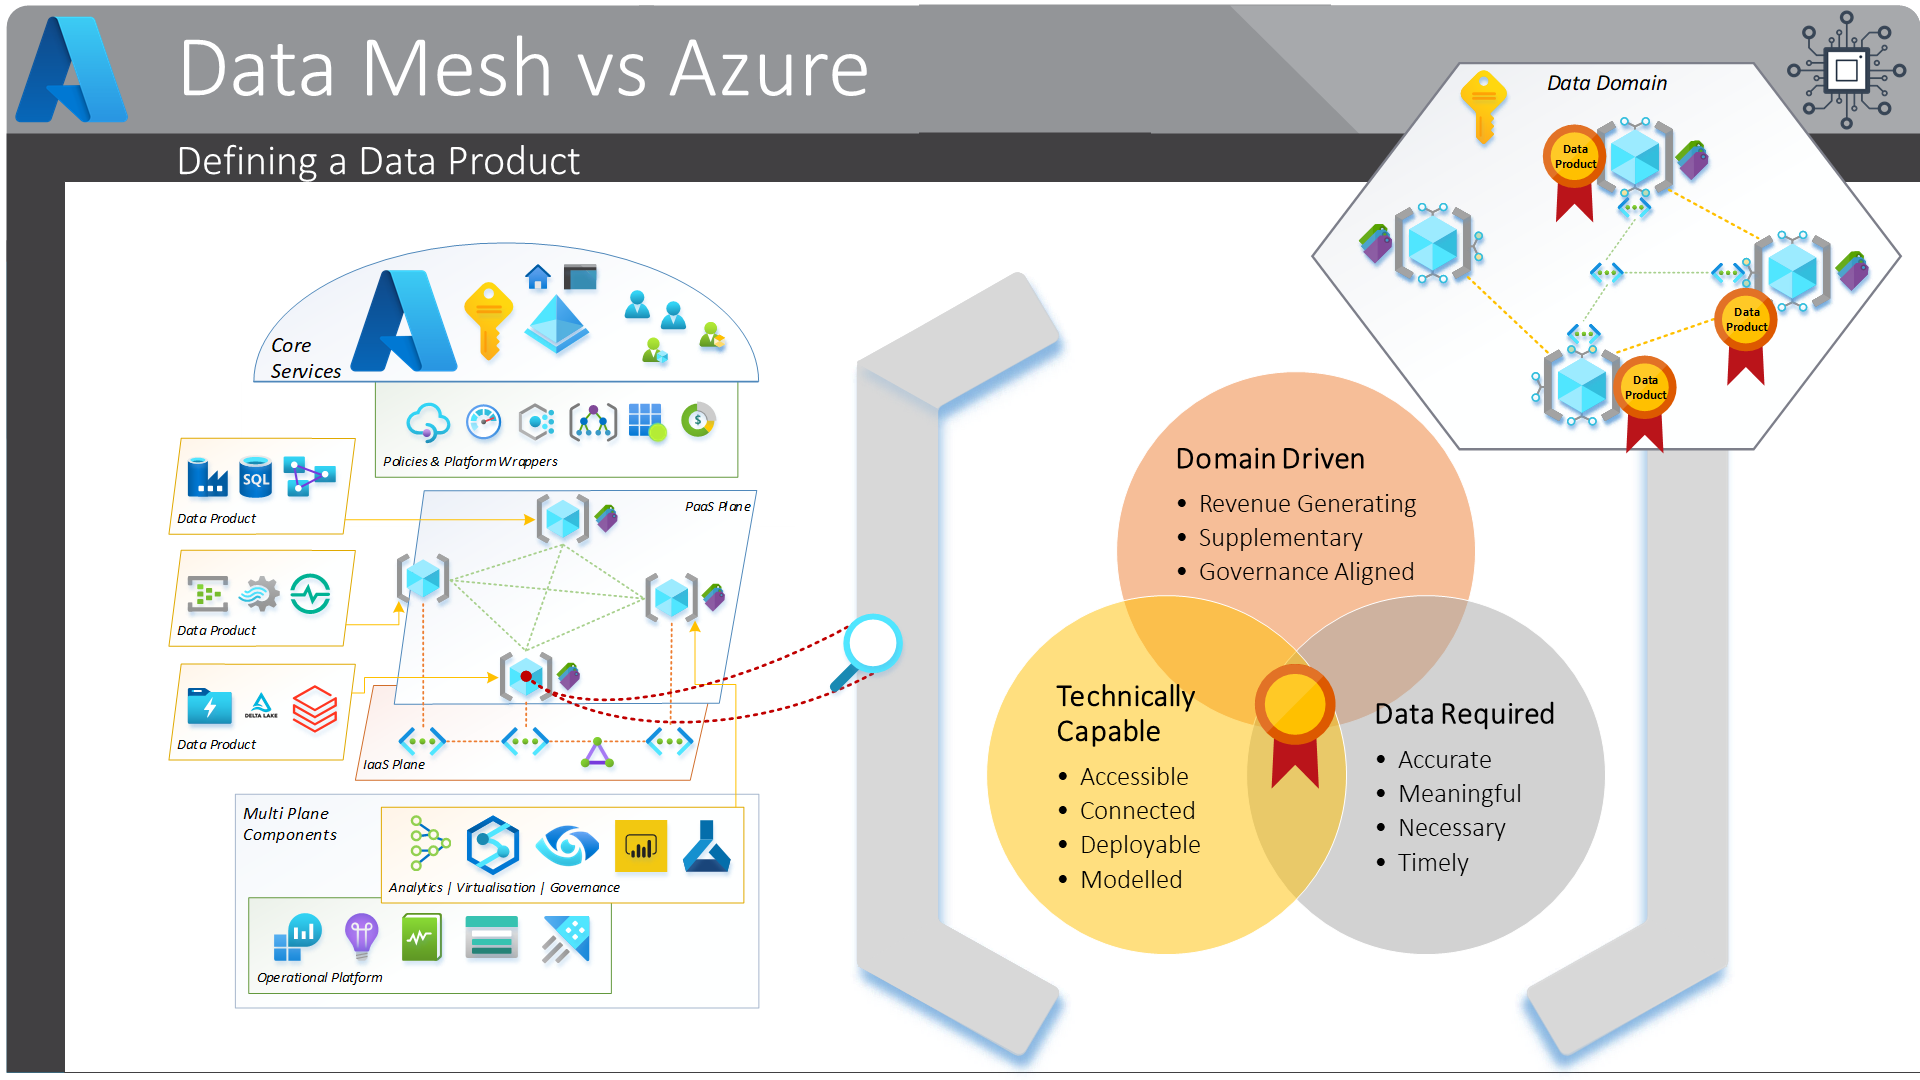 Data Mesh vs Azure
Defining a Data Product
Data Domain
Data
Product
Data
Product
Data
Product
Core
Services
Policies & Platform Wrappers
SQL
Data Product
Data Product
DELTA LAKE
Data Product
PaaS Plane
IaaS Plane
Multi Plane
Components
Analytics | Virtualisation | Governance
Operational Platform
Domain Driven
• Revenue Generating
• Supplementary
• Governance Aligned
Technically
Capable
• Accessible
• Connected
• Deployable
• Modelled
Data Required
• Accurate
• Meaningful
• Necessary
• Timely